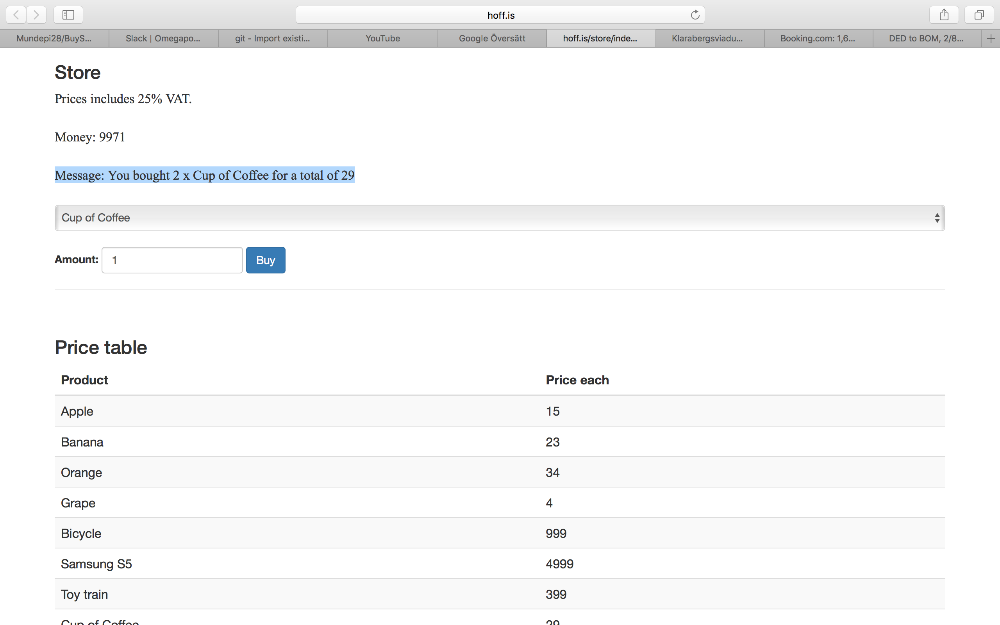 hoff.is
Mundepi28/BuyS...
Slack | Omegapo...
git - Import existi...
YouTube
Google Översätt
hoff.is/store/inde...
Klarabergsviadu...
Booking.com: 1,6...
DED to BOM, 2/8...
Store
Prices includes 25% VAT.
Money: 9971
Message: You bought 2 x Cup of Coffee for a total of 29
Cup of Coffee
Amount: 1 Buy
Price table
Product Price each
Apple 15
Banana 23
Orange 34
Grape 4
Bicycle 999
Samsung S5 4999
Toy train 399
Cup of Coffee 29